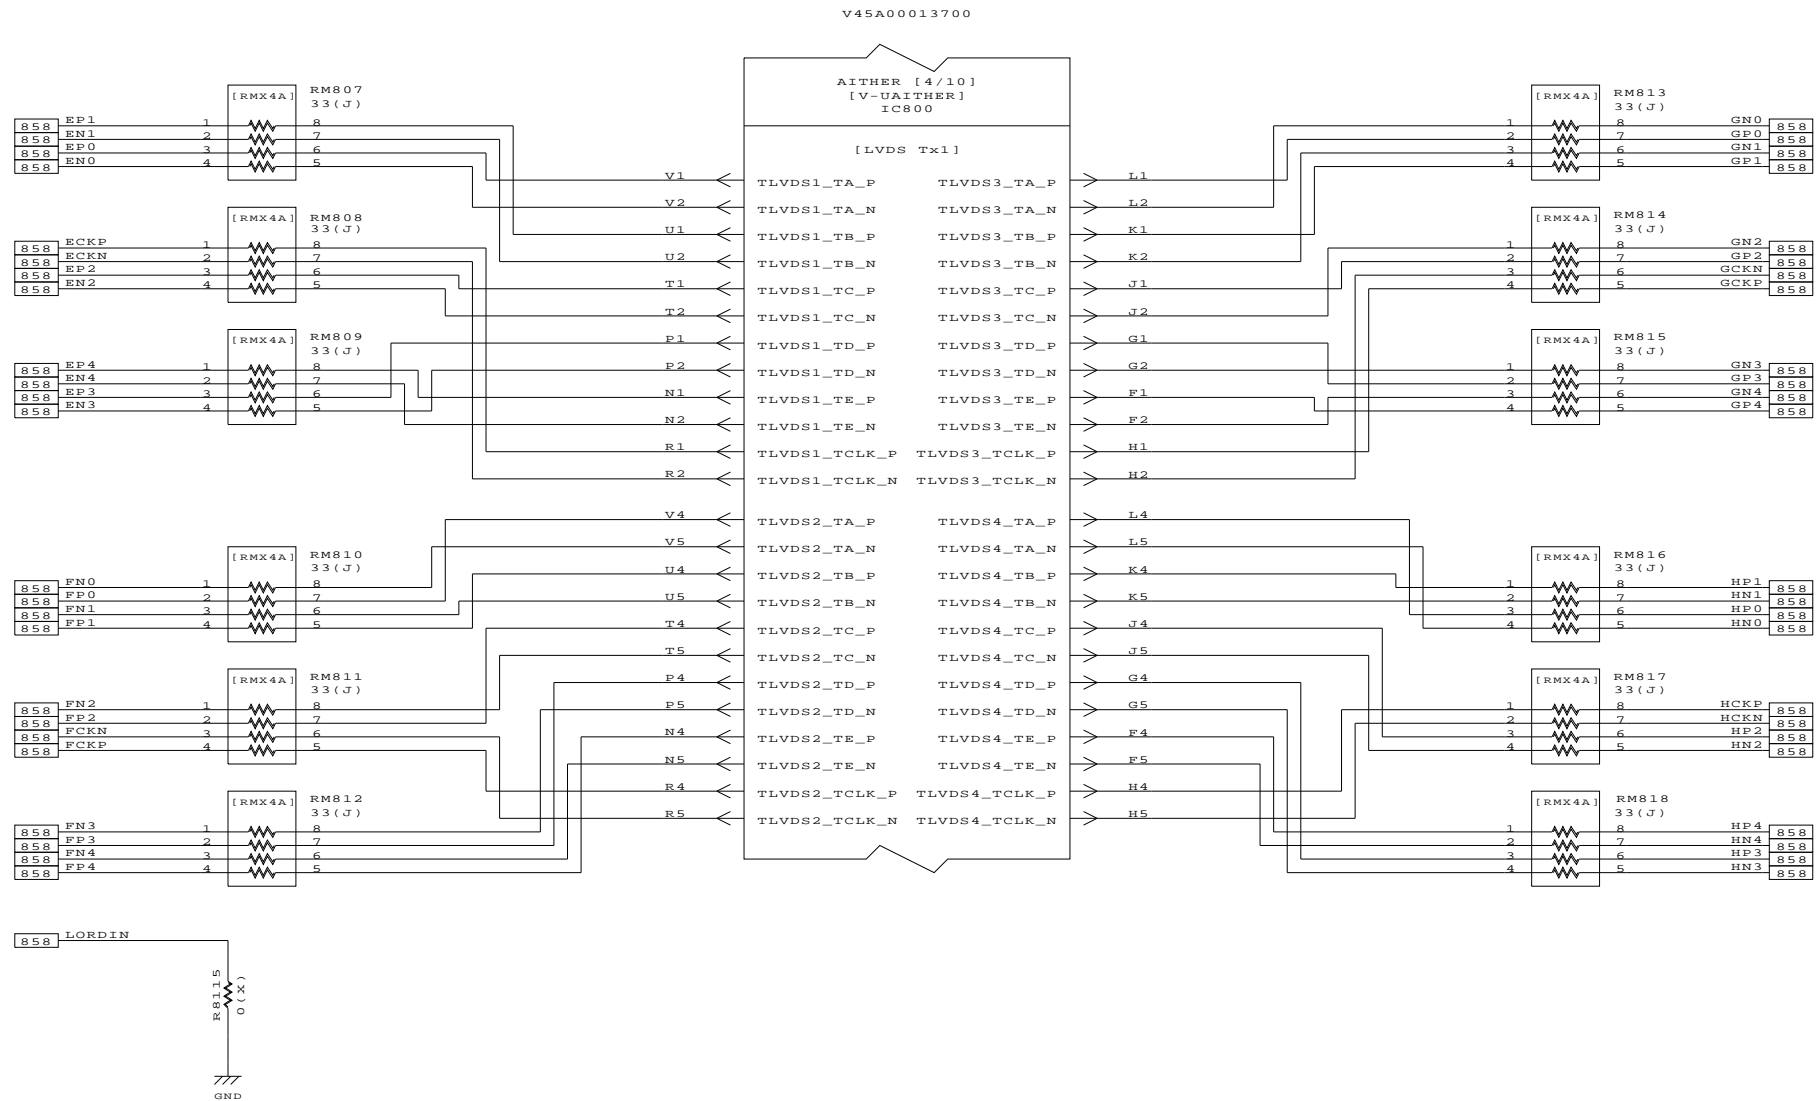 V45A00013700
AITHER [4/10]
[V-UAITHER]
IC800
[LVDS Tx1]
[RMX4A] RM807
33(J)
858 EP1 1 8
858 EN1 2 7
858 EP0 3 6
858 EN0 4 5
[RMX4A] RM808
33(J)
858 ECKP 1 8
858 ECKN 2 7
858 EP2 3 6
858 EN2 4 5
[RMX4A] RM809
33(J)
858 EP4 1 8
858 EN4 2 7
858 EP3 3 6
858 EN3 4 5
[RMX4A] RM810
33(J)
858 FN0 1 8
858 FP0 2 7
858 FN1 3 6
858 FP1 4 5
[RMX4A] RM811
33(J)
858 FN2 1 8
858 FP2 2 7
858 FCKN 3 6
858 FCKP 4 5
[RMX4A] RM812
33(J)
858 FN3 1 8
858 FP3 2 7
858 FN4 3 6
858 FP4 4 5
V1 TLVDS1_TA_P TLVDS3_TA_P L1
V2 TLVDS1_TA_N TLVDS3_TA_N L2
U1 TLVDS1_TB_P TLVDS3_TB_P K1
U2 TLVDS1_TB_N TLVDS3_TB_N K2
T1 TLVDS1_TC_P TLVDS3_TC_P J1
T2 TLVDS1_TC_N TLVDS3_TC_N J2
P1 TLVDS1_TD_P TLVDS3_TD_P G1
P2 TLVDS1_TD_N TLVDS3_TD_N G2
N1 TLVDS1_TE_P TLVDS3_TE_P F1
N2 TLVDS1_TE_N TLVDS3_TE_N F2
R1 TLVDS1_TCLK_P TLVDS3_TCLK_P H1
R2 TLVDS1_TCLK_N TLVDS3_TCLK_N H2
V4 TLVDS2_TA_P TLVDS4_TA_P L4
V5 TLVDS2_TA_N TLVDS4_TA_N L5
U4 TLVDS2_TB_P TLVDS4_TB_P K4
U5 TLVDS2_TB_N TLVDS4_TB_N K5
T4 TLVDS2_TC_P TLVDS4_TC_P J4
T5 TLVDS2_TC_N TLVDS4_TC_N J5
P4 TLVDS2_TD_P TLVDS4_TD_P G4
P5 TLVDS2_TD_N TLVDS4_TD_N G5
N4 TLVDS2_TE_P TLVDS4_TE_P F4
N5 TLVDS2_TE_N TLVDS4_TE_N F5
R4 TLVDS2_TCLK_P TLVDS4_TCLK_P H4
R5 TLVDS2_TCLK_N TLVDS4_TCLK_N H5
[RMX4A] RM813
33(J)
1 8 GN0 858
2 7 GP0 858
3 6 GN1 858
4 5 GP1 858
[RMX4A] RM814
33(J)
1 8 GN2 858
2 7 GP2 858
3 6 GCKN 858
4 5 GCKP 858
[RMX4A] RM815
33(J)
1 8 GN3 858
2 7 GP3 858
3 6 GN4 858
4 5 GP4 858
[RMX4A] RM816
33(J)
1 8 HP1 858
2 7 HN1 858
3 6 HP0 858
4 5 HN0 858
[RMX4A] RM817
33(J)
1 8 HCKP 858
2 7 HCKN 858
3 6 HP2 858
4 5 HN2 858
[RMX4A] RM818
33(J)
1 8 HP4 858
2 7 HN4 858
3 6 HP3 858
4 5 HN3 858
858 LORDIN
R8115
0(X)
GND